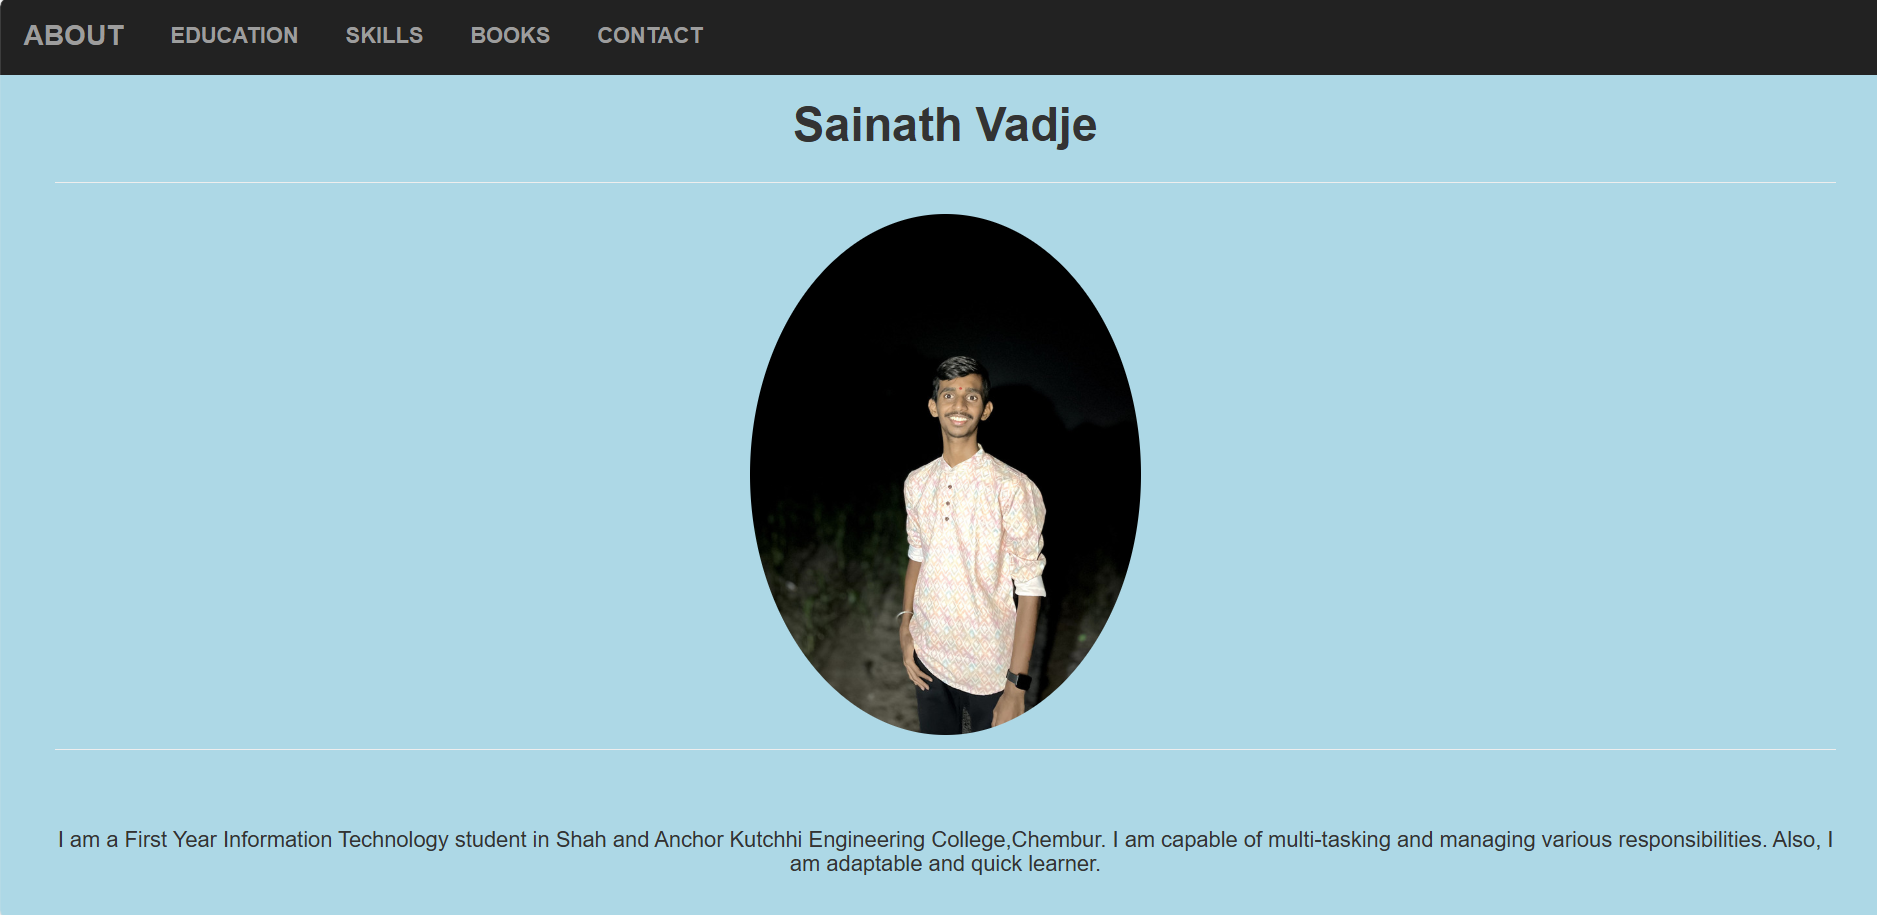 ABOUT EDUCATION SKILLS BOOKS CONTACT
Sainath Vadje
I am a First Year Information Technology student in Shah and Anchor Kutchhi Engineering College,Chembur. I am capable of multi-tasking and managing various responsibilities. Also, I
am adaptable and quick learner.